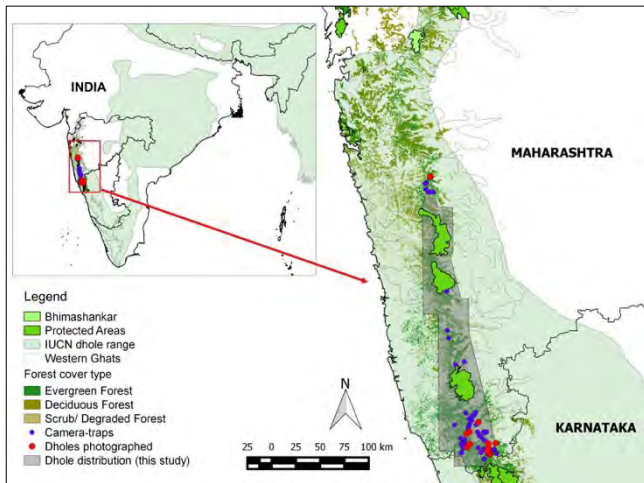 INDIA
MAHARASHTRA
Legend
Bhimashankar
Protected Areas
IUCN dhole range
Western Ghats
Forest cover type
Evergreen Forest
Deciduous Forest
Scrub/ Degraded Forest
Camera-traps
Dholes photographed
Dhole distribution (this study)
N
25 0 25 50 75 100 km
KARNATAKA